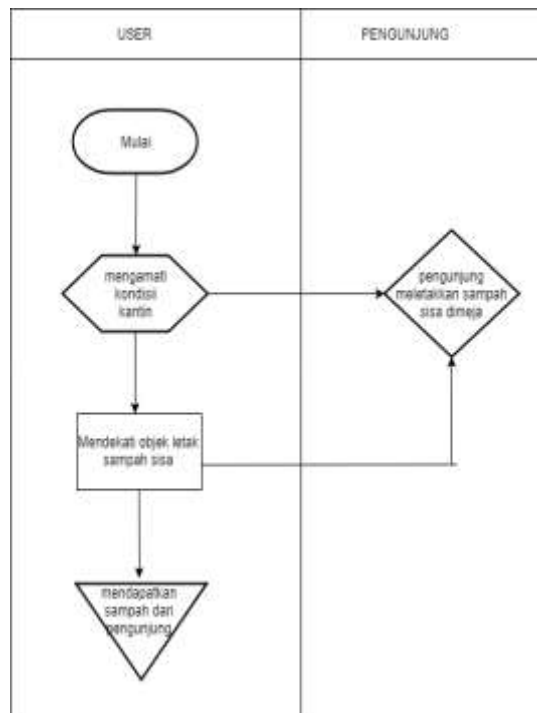 USER
PENGUNJUNG
Mulai
mengamati
kondisii
kantin
pengunjung
meletakkan sampah
sisa dimeja
Mendekati objek letak
sampah sisa
mendapatkan
sampah dari
pengunjung